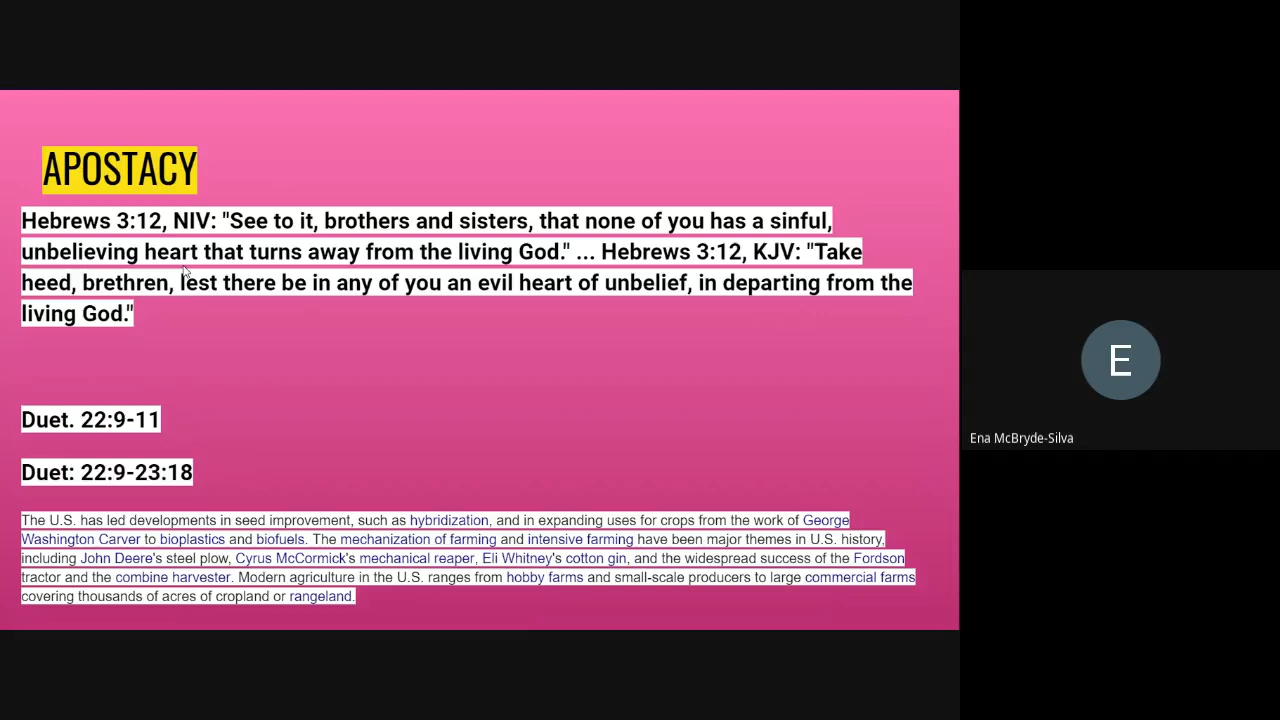 APOSTACY
Hebrews 3:12, NIV: "See to it, brothers and sisters, that none of you has a sinful,
unbelieving heart that turns away from the living God." ... Hebrews 3:12, KJV: "Take
heed, brethren, lest there be in any of you an evil heart of unbelief, in departing from the
living God."
Duet. 22:9-11
Duet: 22:9-23:18
The U.S. has led developments in seed improvement, such as hybridization, and in expanding uses for crops from the work of George
Washington Carver to bioplastics and biofuels. The mechanization of farming and intensive farming have been major themes in U.S. history,
including John Deere's steel plow, Cyrus McCormick's mechanical reaper, Eli Whitney's cotton gin, and the widespread success of the Fordson
tractor and the combine harvester. Modern agriculture in the U.S. ranges from hobby farms and small-scale producers to large commercial farms
covering thousands of acres of cropland or rangeland.
E
Ena McBryde-Silva